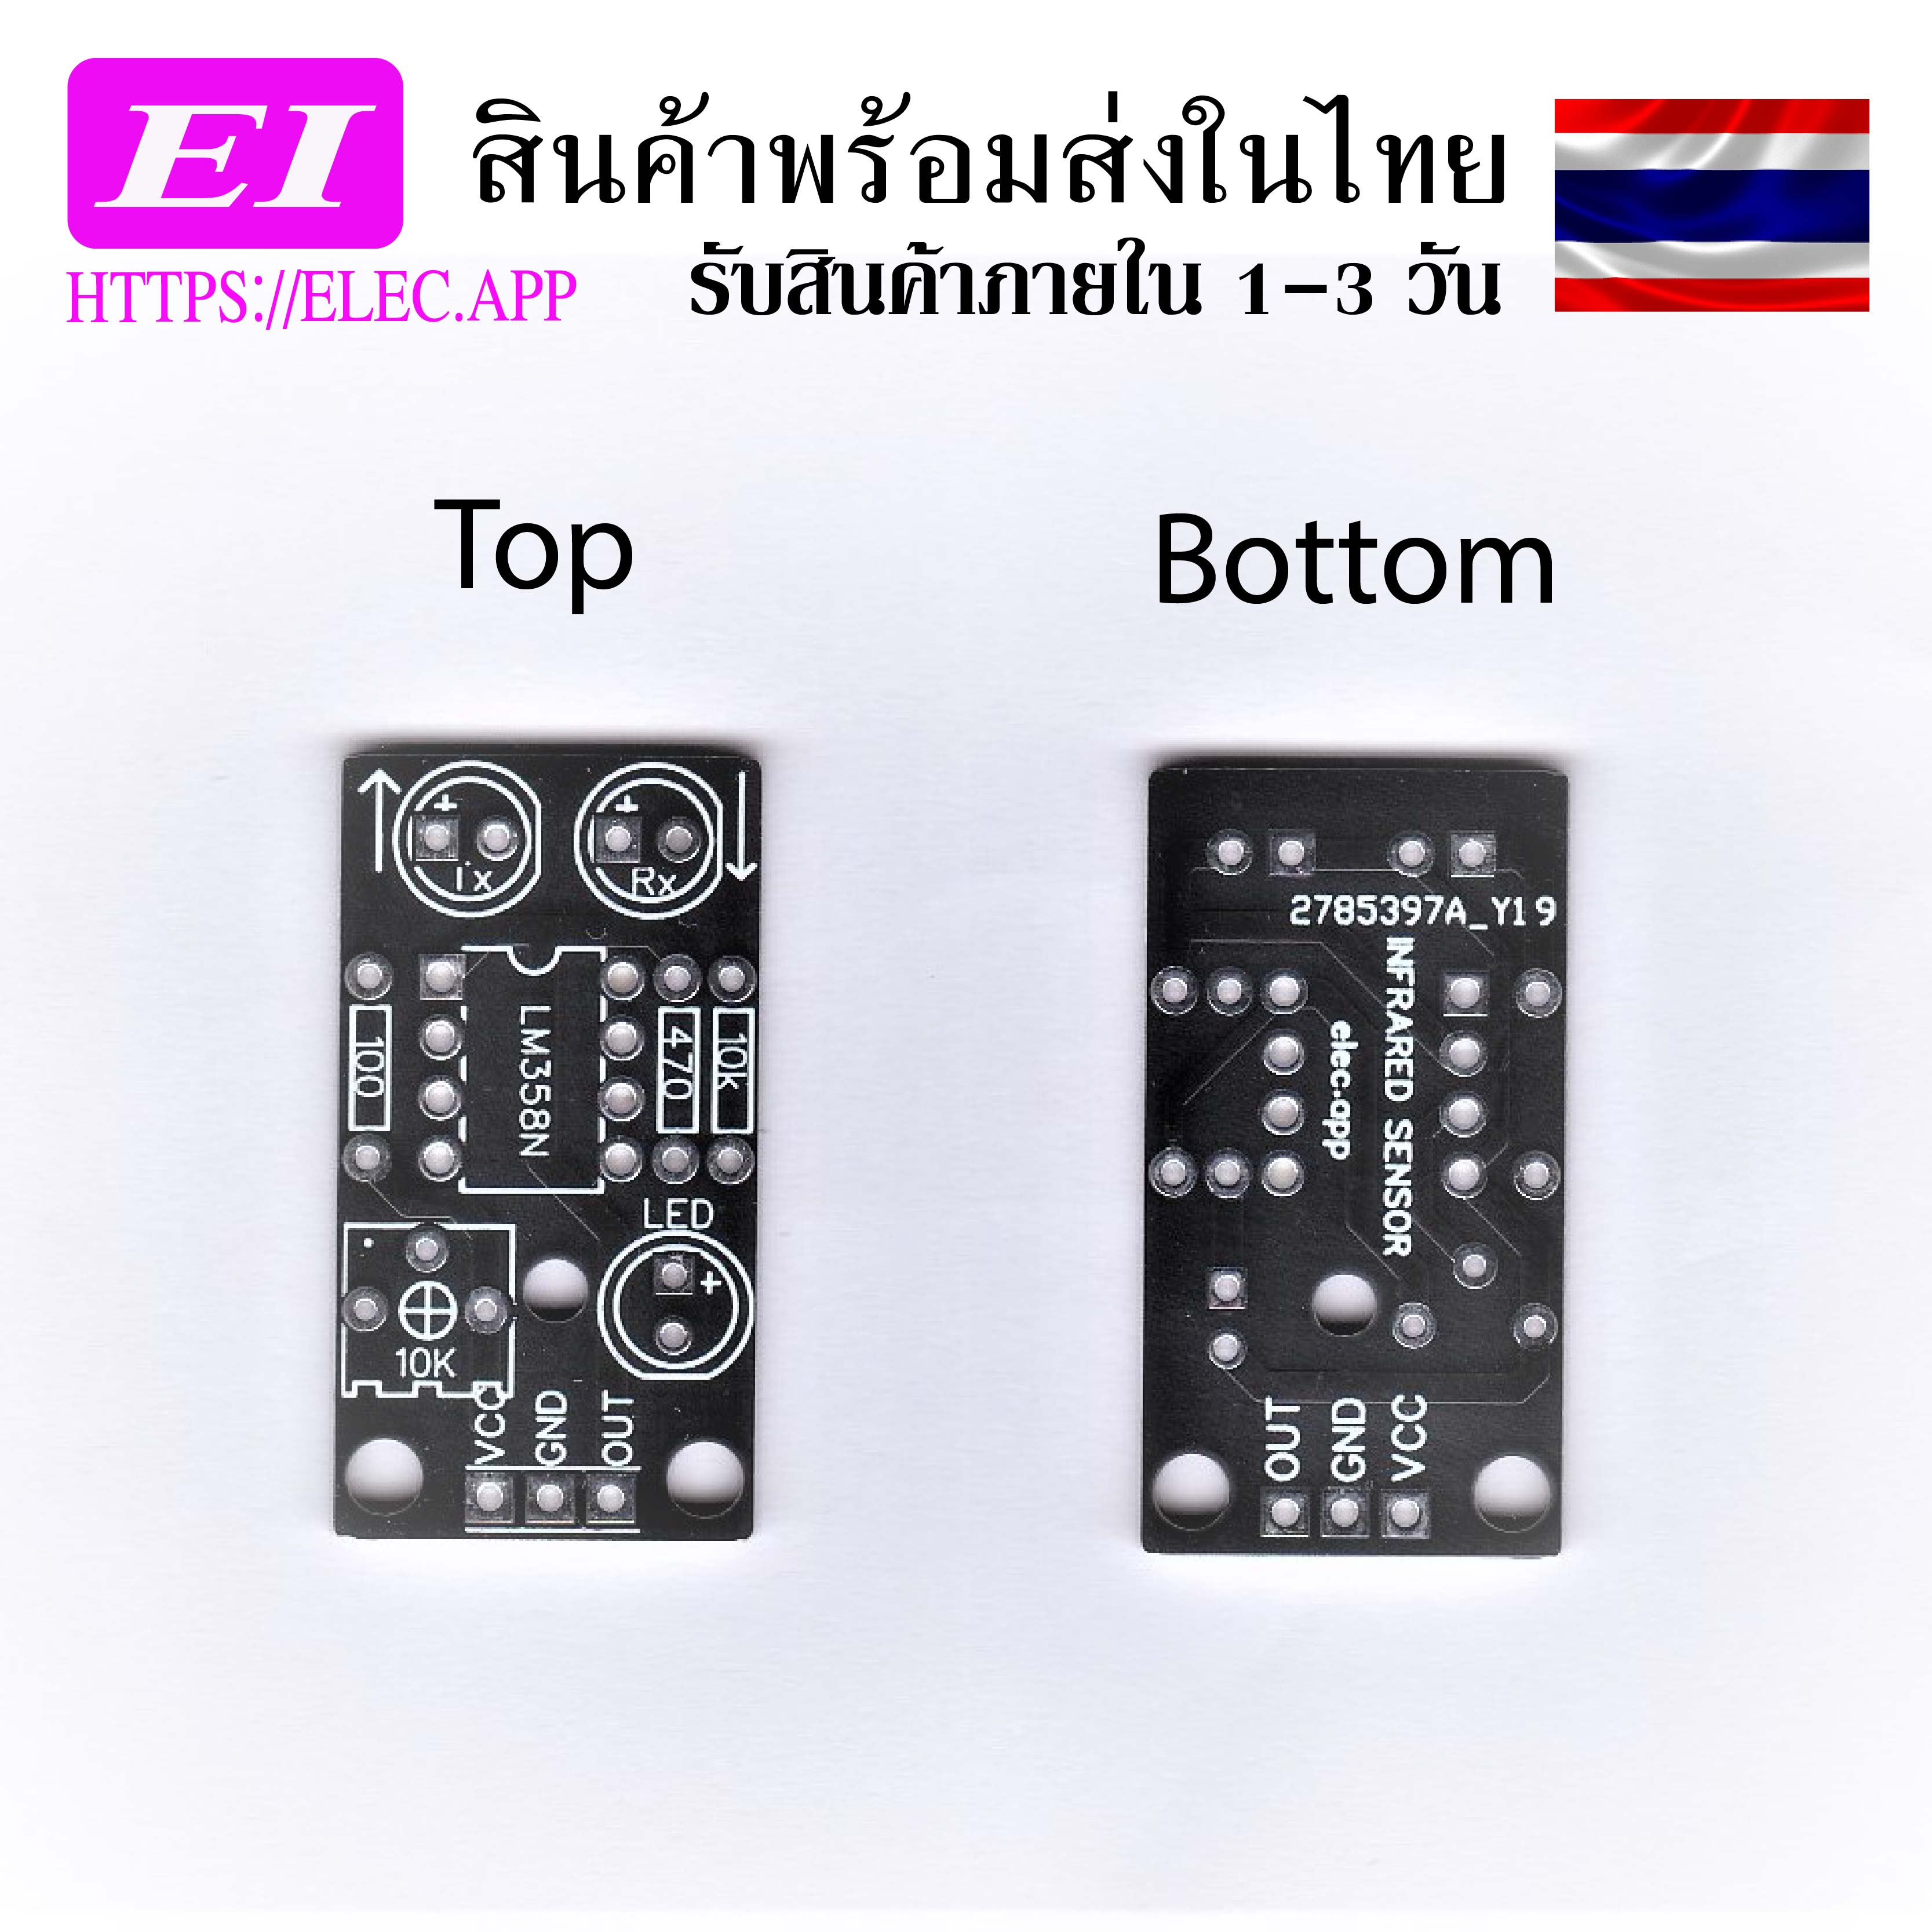 EI
สินค้าพร้อมส่งในไทย
HTTPS://ELEC.APP
รับสินค้าภายใน 1-3 วัน
Top
Bottom
+
Tx
+
Rx
100
LM358N
470
10k
LED
+
10K
VCC
GND
OUT
2785397A_Y19
INFRARED SENSOR
elec.app
OUT
GND
VCC